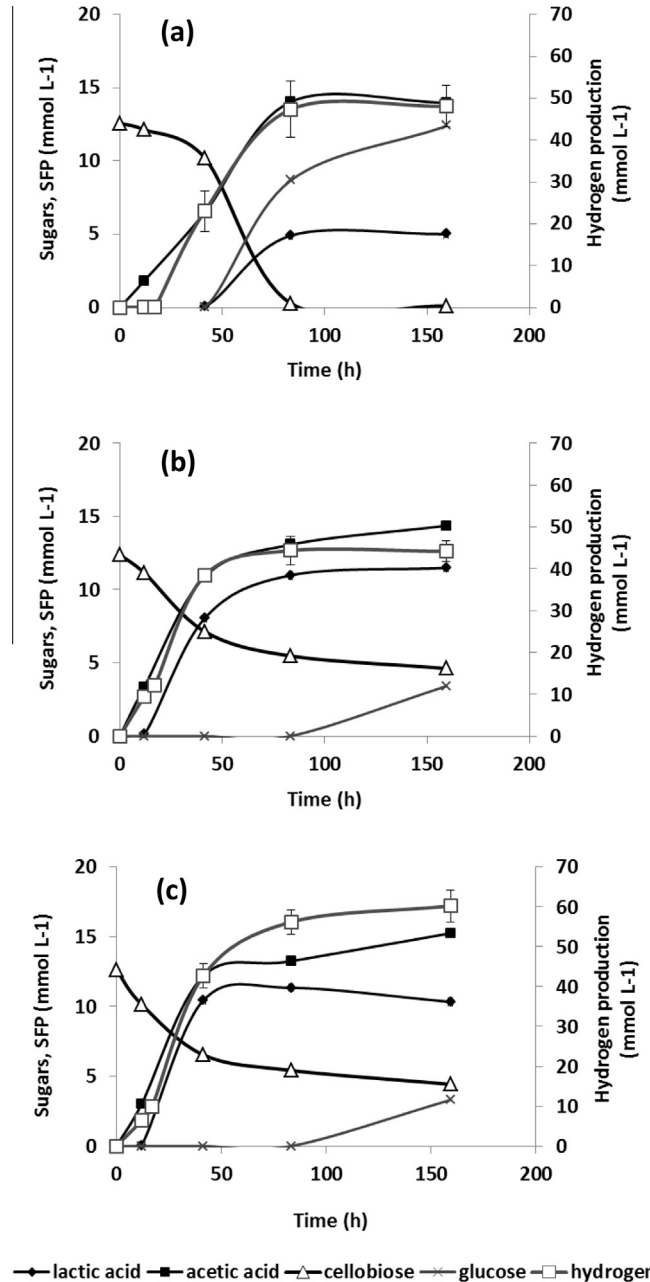 (a)
20
15
10
5
0
Sugars, SFP (mmol L-1)
70
60
50
40
30
20
10
0
Hydrogen production
(mmol L-1)
0 50 100 150 200
Time (h)
(b)
20
15
10
5
0
Sugars, SFP (mmol L-1)
70
60
50
40
30
20
10
0
Hydrogen production
(mmol L-1)
0 50 100 150 200
Time (h)
(c)
20
15
10
5
0
Sugars, SFP (mmol L-1)
70
60
50
40
30
20
10
0
Hydrogen production
(mmol L-1)
0 50 100 150 200
Time (h)
lactic acid acetic acid cellobiose glucose hydrogen